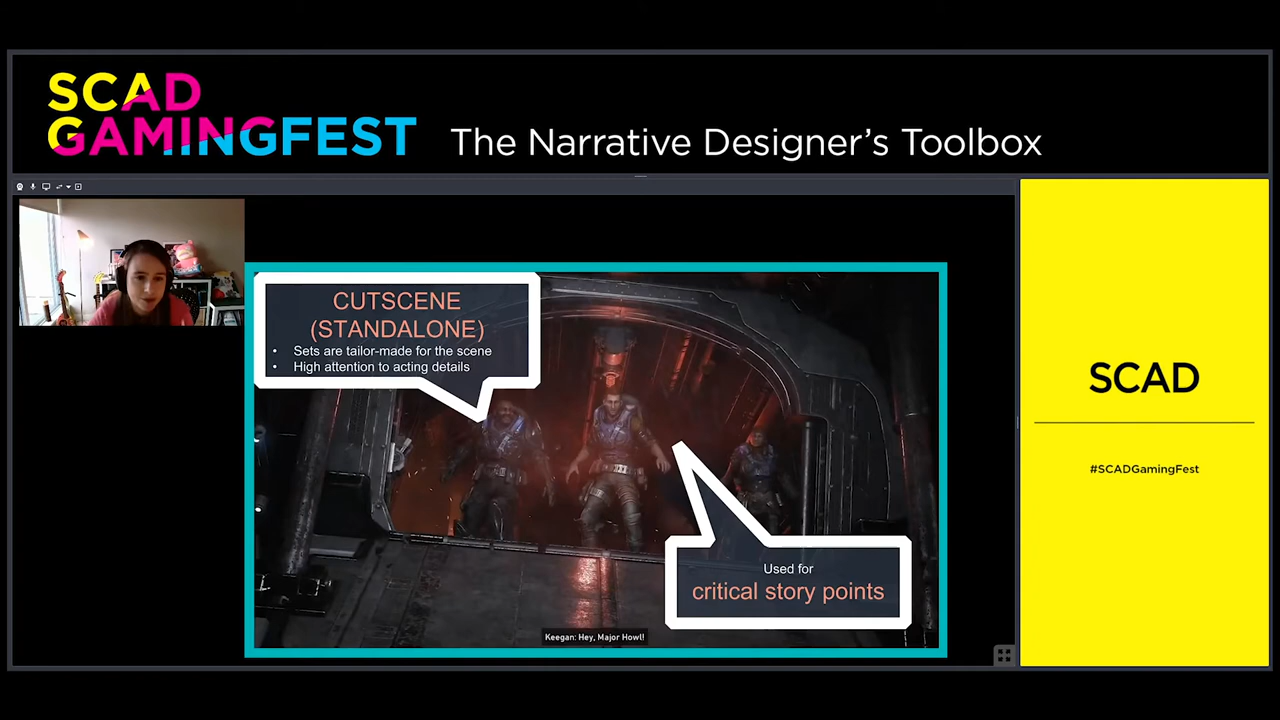 SCAD
GAMINGFEST
The Narrative Designer's Toolbox
CUTSCENE
(STANDALONE)
• Sets are tailor-made for the scene
• High attention to acting details
Used for
critical story points
Keegan: Hey, Major Howl!
SCAD
#SCADGamingFest